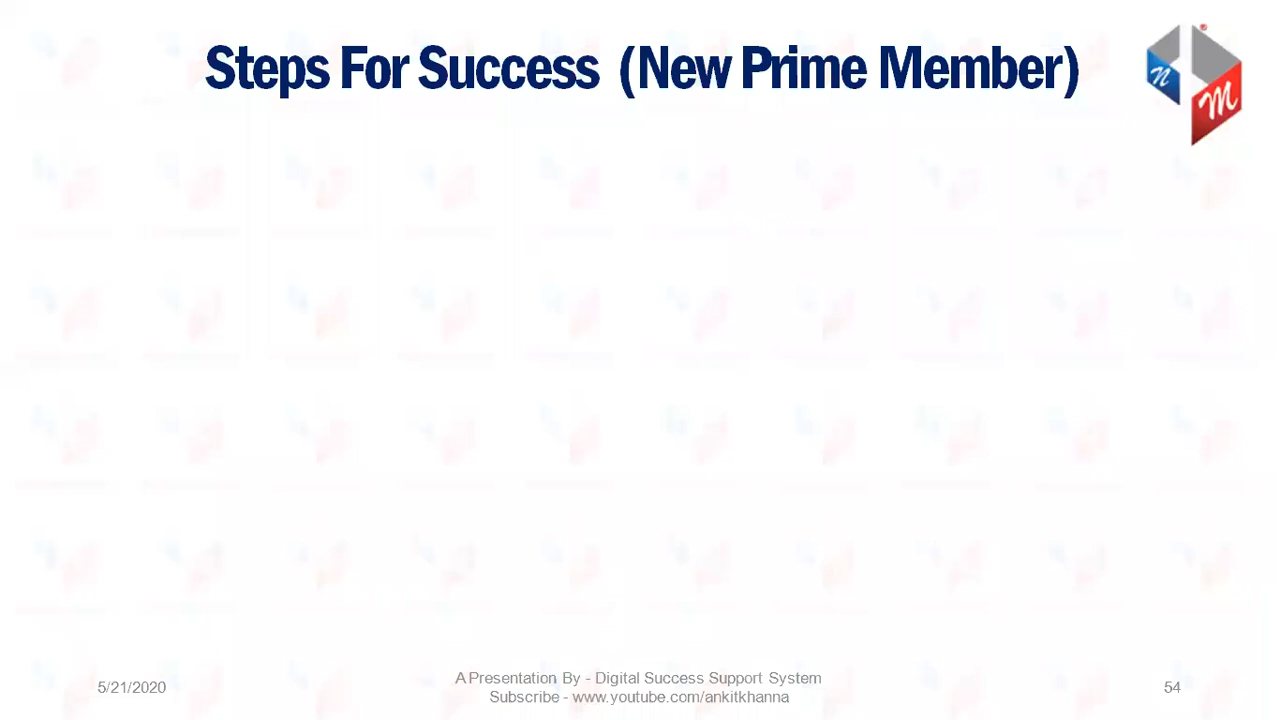 Steps For Success (New Prime Member)
n
M
5/21/2020
A Presentation By - Digital Success Support System
Subscribe - www.youtube.com/ankitkhanna
54